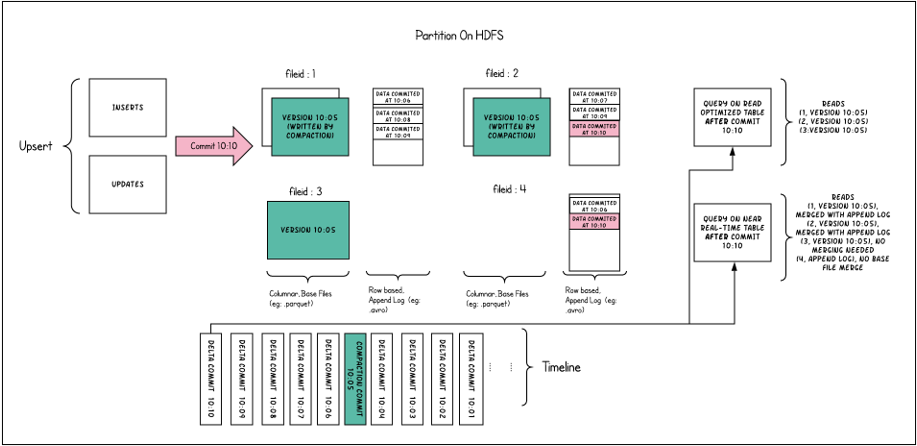 Partition On HDFS
Upsert
INSERTS
UPDATES
Commit 10:10
fileid : 1
VERSION 10:05
(WRITTEN BY
COMPACTION)
DATA COMMITED
AT 10:06
DATA COMMITED
AT 10:08
DATA COMMITED
AT 10:09
fileid : 2
VERSION 10:05
(WRITTEN BY
COMPACTION)
DATA COMMITED
AT 10:07
DATA COMMITED
AT 10:09
DATA COMMITED
AT 10:10
fileid : 3
VERSION 10:05
fileid : 4
DATA COMMITED
AT 10:06
DATA COMMITED
AT 10:10
Columnar, Base Files
(eg: .parquet)
Row based,
Append Log (eg:
.avro)
Columnar, Base Files
(eg: .parquet)
Row based,
Append Log (eg:
.avro)
QUERY ON READ
OPTIMIZED TABLE
AFTER COMMIT
10:10
READS
(1, VERSION 10:05)
(2, VERSION 10:05)
(3:VERSION 10:05)
QUERY ON NEAR
REAL-TIME TABLE
AFTER COMMIT
10:10
READS
(1, VERSION 10:05),
MERGED WITH APPEND LOG
(2, VERSION 10:05),
MERGED WITH APPEND LOG
(3, VERSION 10:05), NO
MERGING NEEDED
(4, APPEND LOG), NO BASE
FILE MERGE
DELTA COMMIT 10:10
DELTA COMMIT 10:09
DELTA COMMIT 10:08
DELTA COMMIT 10:07
DELTA COMMIT 10:06
COMPACTION COMMIT
10:05
DELTA COMMIT 10:04
DELTA COMMIT 10:03
DELTA COMMIT 10:02
DELTA COMMIT 10:01
Timeline